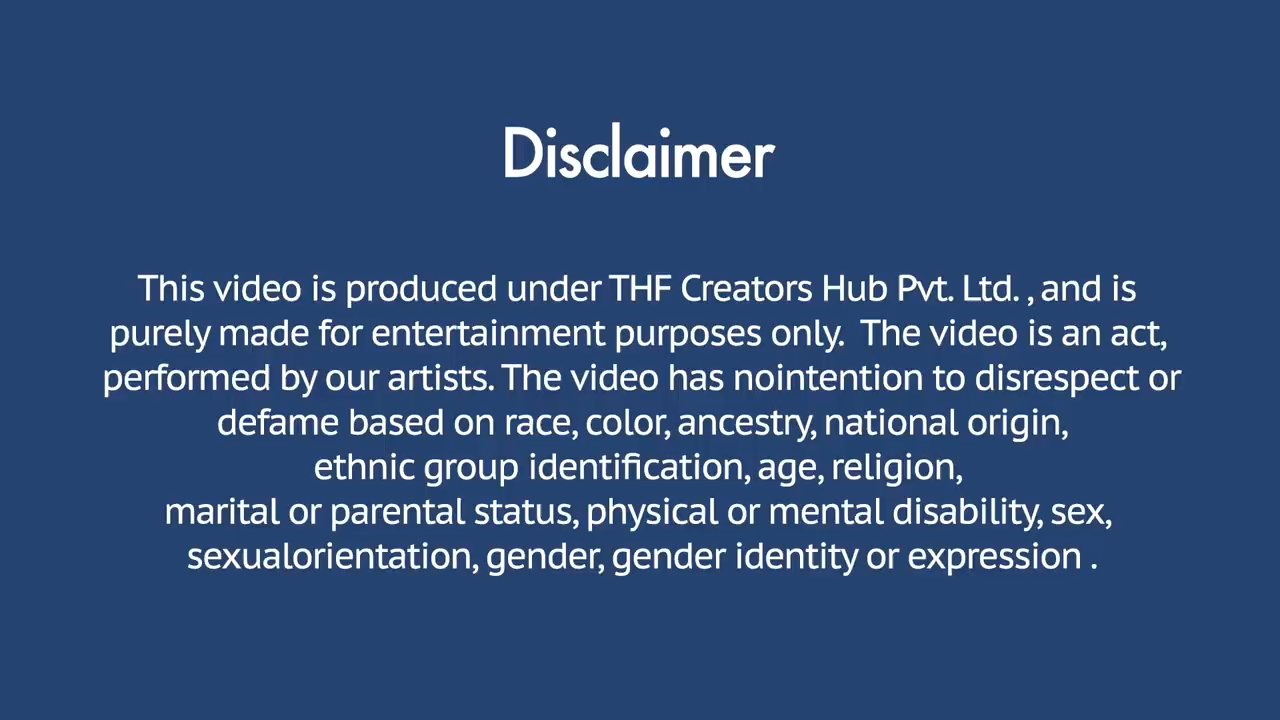 Disclaimer
This video is produced under THF Creators Hub Pvt. Ltd. , and is
purely made for entertainment purposes only.  The video is an act,
performed by our artists. The video has nointention to disrespect or
defame based on race, color, ancestry, national origin,
ethnic group identification, age, religion,
marital or parental status, physical or mental disability, sex,
sexualorientation, gender, gender identity or expression .